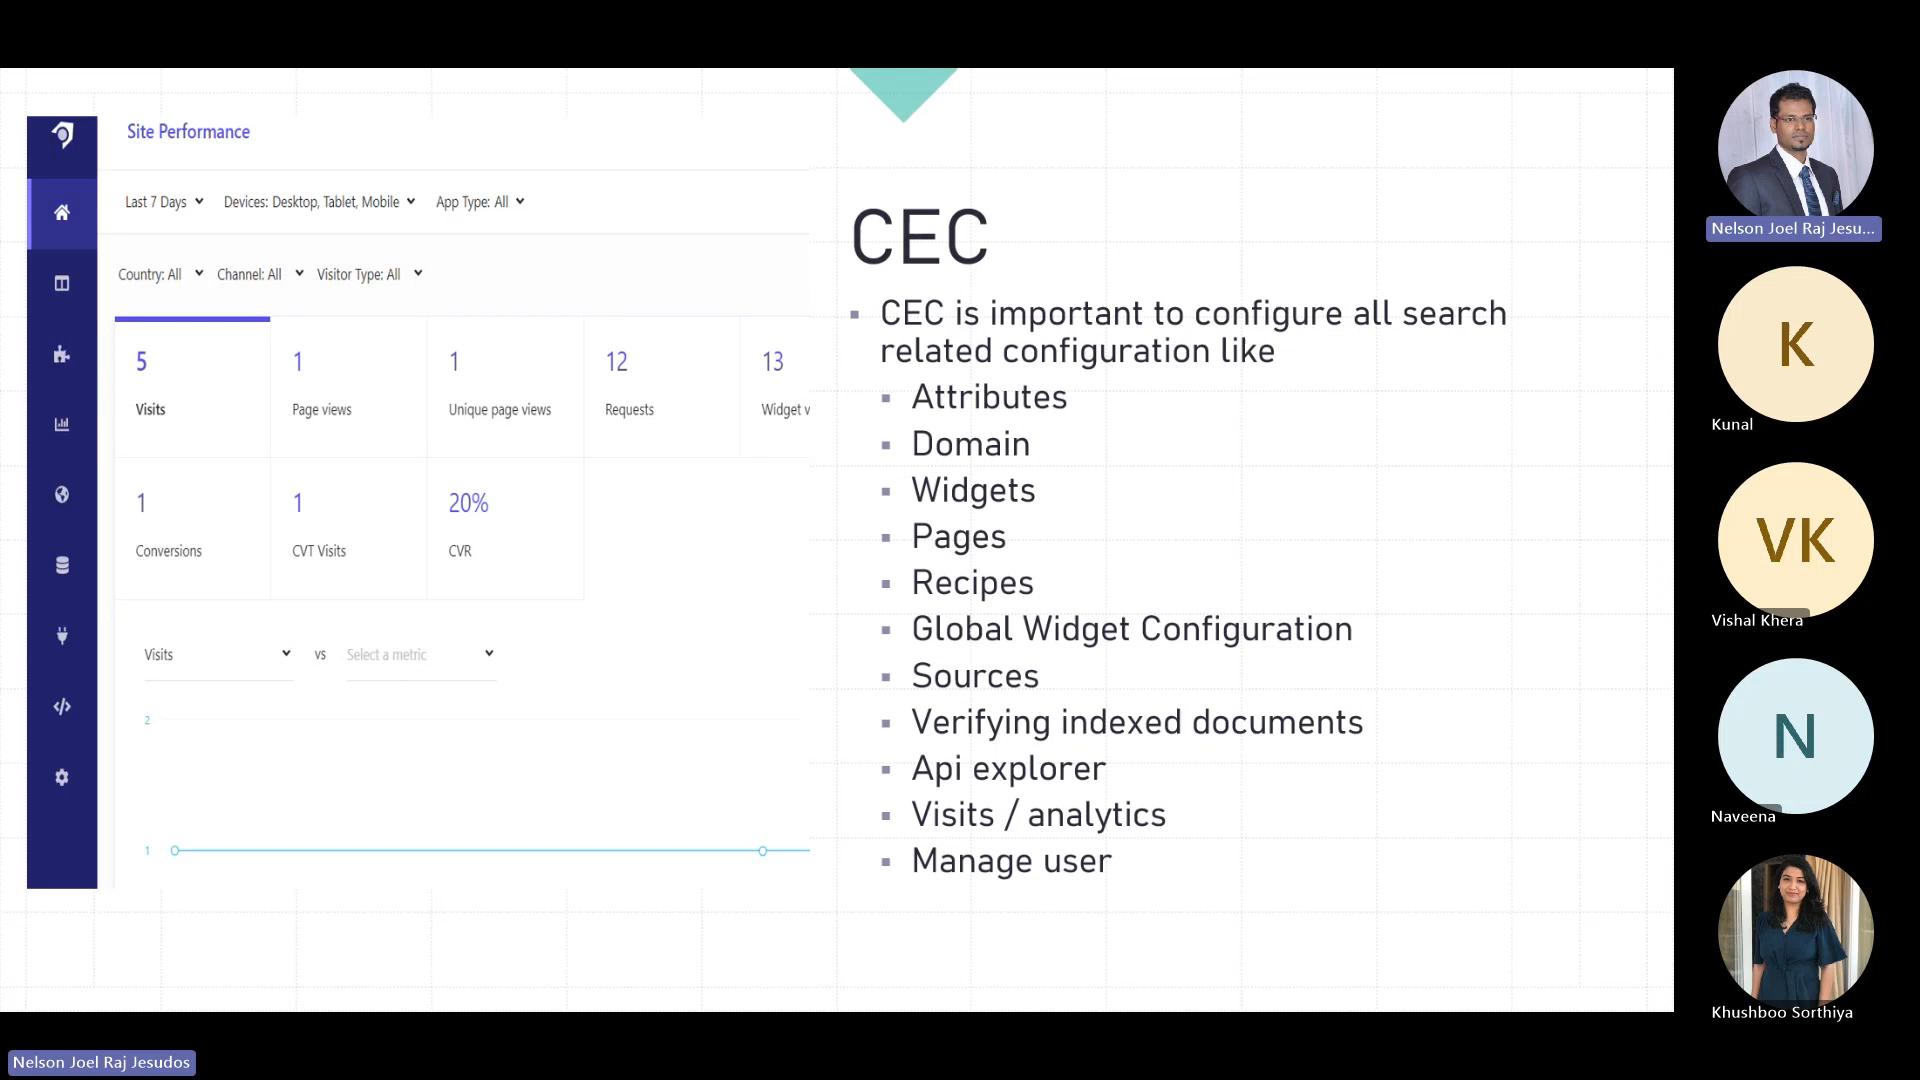 Site Performance
Last 7 Days
Devices: Desktop, Tablet, Mobile
App Type: All
Country: All
Channel: All
Visitor Type: All
5
1
1
12
13
Visits
Page views
Unique page views
Requests
Widget v
1
1
20%
Conversions
CVT Visits
CVR
Visits
vs
Select a metric
2
1
CEC
CEC is important to configure all search
related configuration like
Attributes
Domain
Widgets
Pages
Recipes
Global Widget Configuration
Sources
Verifying indexed documents
Api explorer
Visits / analytics
Manage user
Nelson Joel Raj Jesu...
K
Kunal
VK
Vishal Khera
N
Naveena
Khushboo Sorthiya
Nelson Joel Raj Jesudos